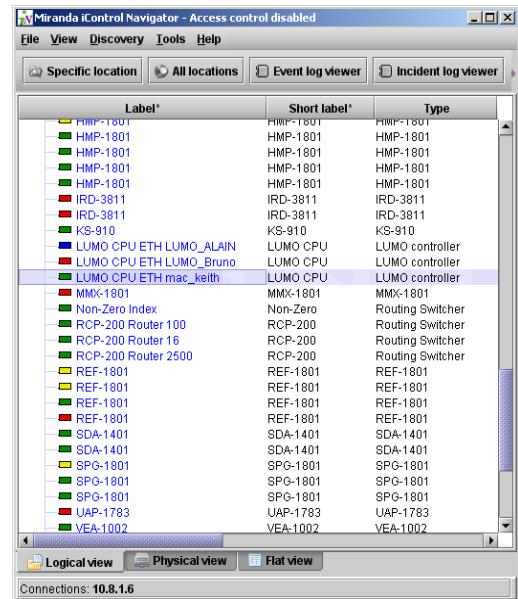 Miranda iControl Navigator - Access control disabled
File View Discovery Tools Help
Specific location All locations Event log viewer Incident log viewer
Label* Short label* Type
HMP-1801 HMP-1801 HMP-1801
HMP-1801 HMP-1801 HMP-1801
HMP-1801 HMP-1801 HMP-1801
HMP-1801 HMP-1801 HMP-1801
HMP-1801 HMP-1801 HMP-1801
IRD-3811 IRD-3811 IRD-3811
IRD-3811 IRD-3811 IRD-3811
KS-910 KS-910 KS-910
LUMO CPU ETH LUMO_ALAIN LUMO CPU LUMO controller
LUMO CPU ETH LUMO_Bruno LUMO CPU LUMO controller
LUMO CPU ETH mac_keith LUMO CPU LUMO controller
MMX-1801 MMX-1801 MMX-1801
Non-Zero Index Non-Zero Routing Switcher
RCP-200 Router 100 RCP-200 Routing Switcher
RCP-200 Router 16 RCP-200 Routing Switcher
RCP-200 Router 2500 RCP-200 Routing Switcher
REF-1801 REF-1801 REF-1801
REF-1801 REF-1801 REF-1801
REF-1801 REF-1801 REF-1801
REF-1801 REF-1801 REF-1801
SDA-1401 SDA-1401 SDA-1401
SDA-1401 SDA-1401 SDA-1401
SPG-1801 SPG-1801 SPG-1801
SPG-1801 SPG-1801 SPG-1801
SPG-1801 SPG-1801 SPG-1801
UAP-1783 UAP-1783 UAP-1783
VEA-1002 VEA-1002 VEA-1002
Logical view Physical view Flat view
Connections: 10.8.1.6